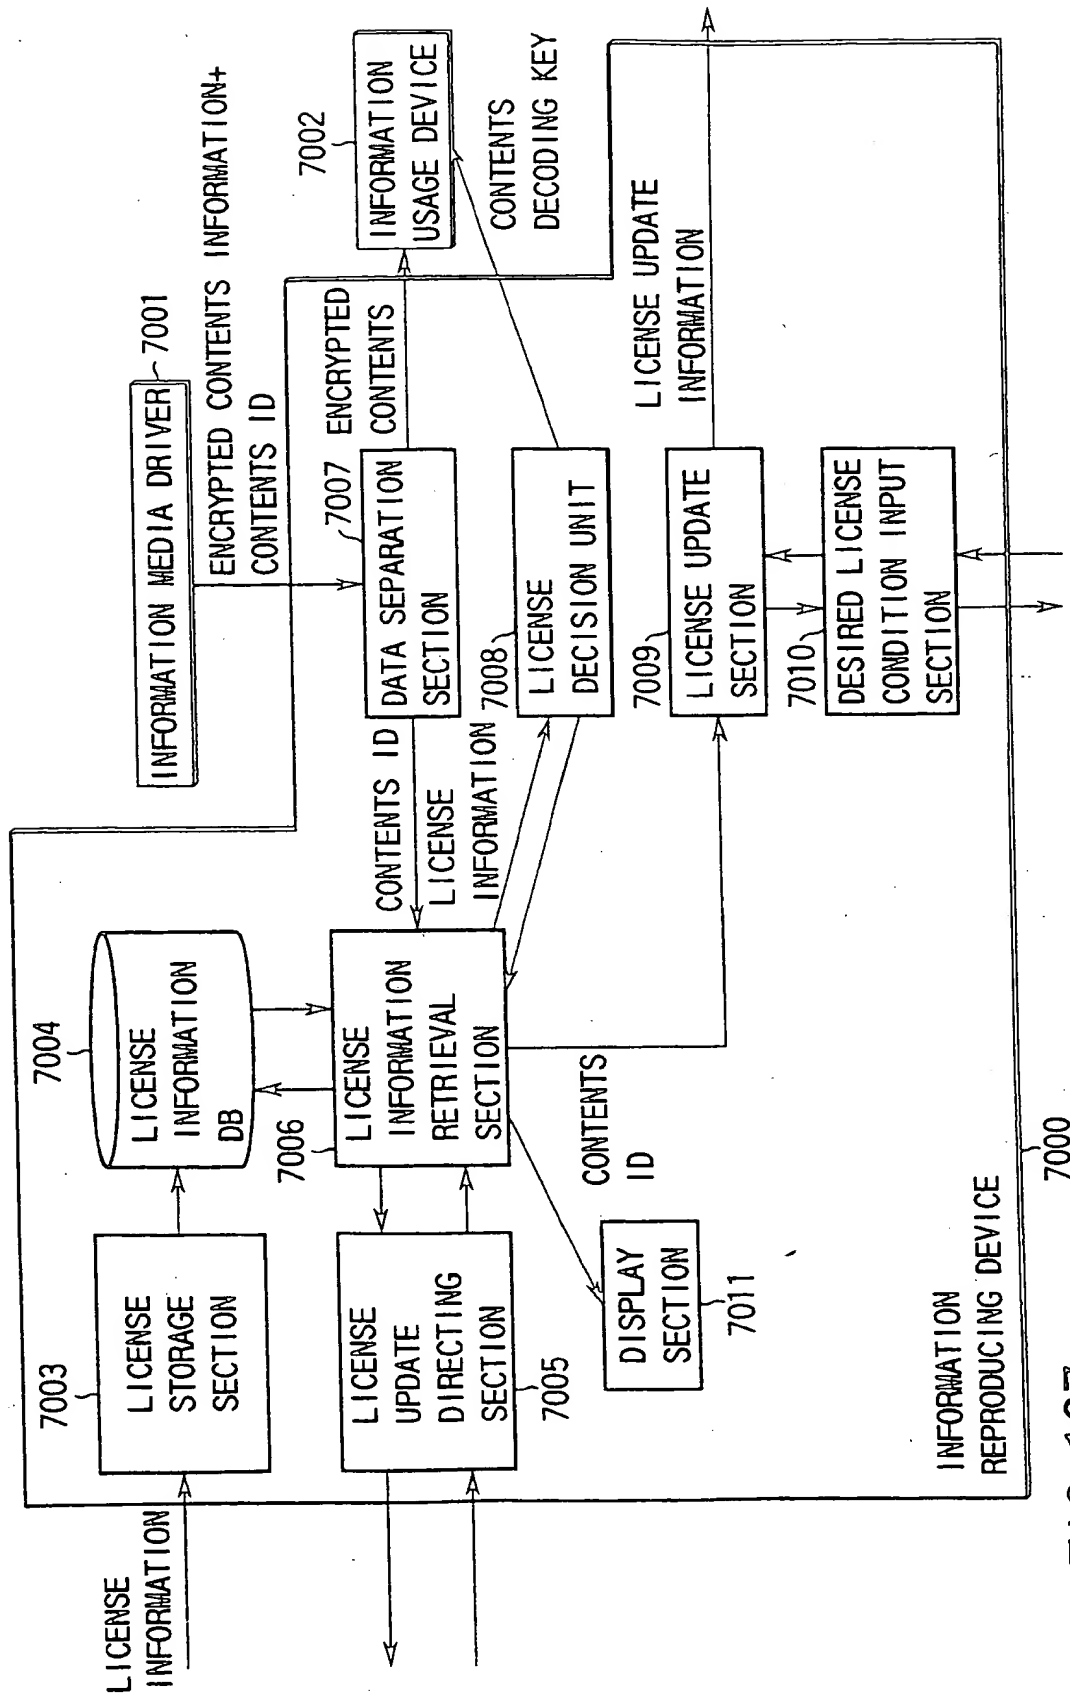 LICENSE
INFORMATION
7003
LICENSE
STORAGE
SECTION
7004
LICENSE
INFORMATION
DB
INFORMATION MEDIA DRIVER
7001
ENCRYPTED CONTENTS INFORMATION+
CONTENTS ID
7002
INFORMATION
USAGE DEVICE
LICENSE
UPDATE
DIRECTING
SECTION
7005
7006
LICENSE
INFORMATION
RETRIEVAL
SECTION
CONTENTS ID
LICENSE
INFORMATION
7007
DATA SEPARATION
SECTION
ENCRYPTED
CONTENTS
CONTENTS
DECODING KEY
7008
LICENSE
DECISION UNIT
DISPLAY
SECTION
7011
CONTENTS
ID
7009
LICENSE UPDATE
SECTION
LICENSE UPDATE
INFORMATION
7010
DESIRED LICENSE
CONDITION INPUT
SECTION
INFORMATION
REPRODUCING DEVICE
7000